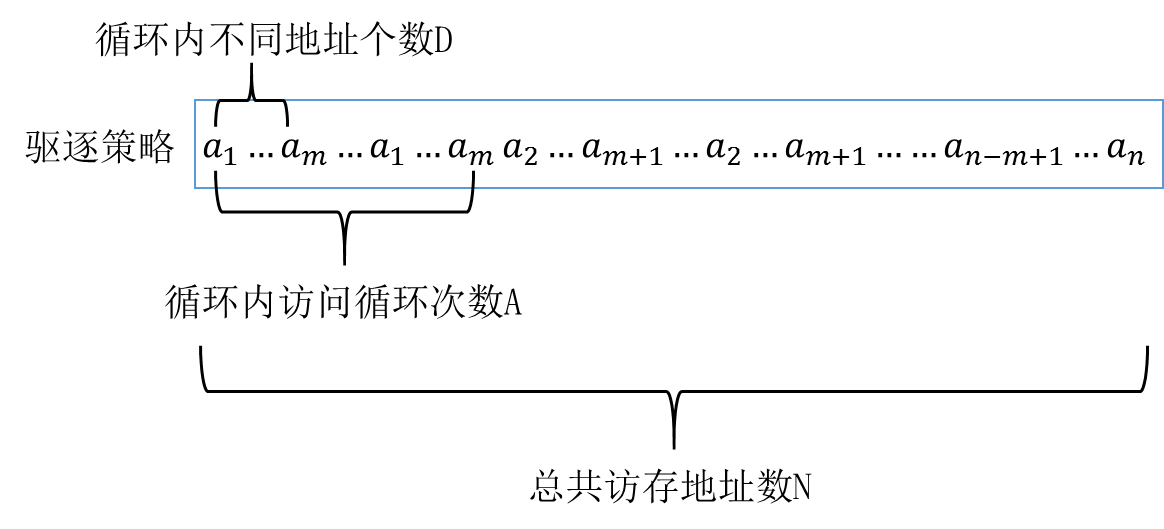 循环内不同地址个数D
驱逐策略 a₁ … aₘ … a₁ … aₘ a₂ … aₘ₊₁ … a₂ … aₘ₊₁ … … aₙ₋ₘ₊₁ … aₙ
循环内访问循环次数A
总共访存地址数N